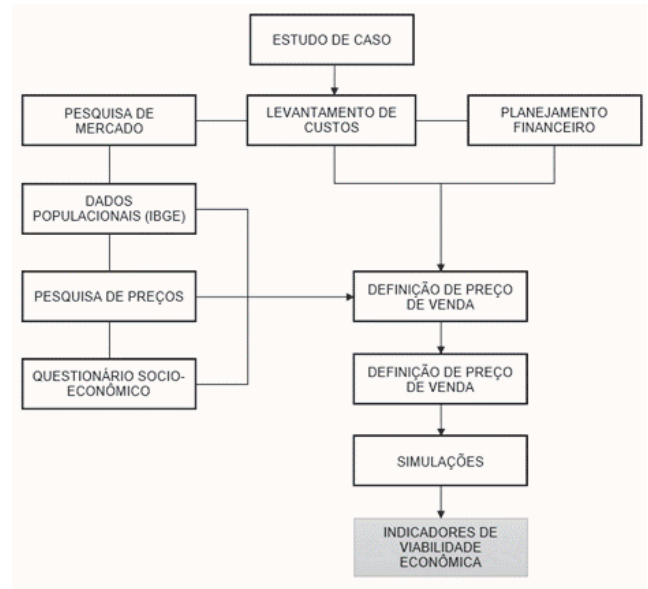 ESTUDO DE CASO
PESQUISA DE
MERCADO
LEVANTAMENTO DE
CUSTOS
PLANEJAMENTO
FINANCEIRO
DADOS
POPULACIONAIS (IBGE)
PESQUISA DE PREÇOS
DEFINIÇÃO DE PREÇO
DE VENDA
QUESTIONÁRIO SOCIO-
ECONÔMICO
DEFINIÇÃO DE PREÇO
DE VENDA
SIMULAÇÕES
INDICADORES DE
VIABILIDADE
ECONÔMICA